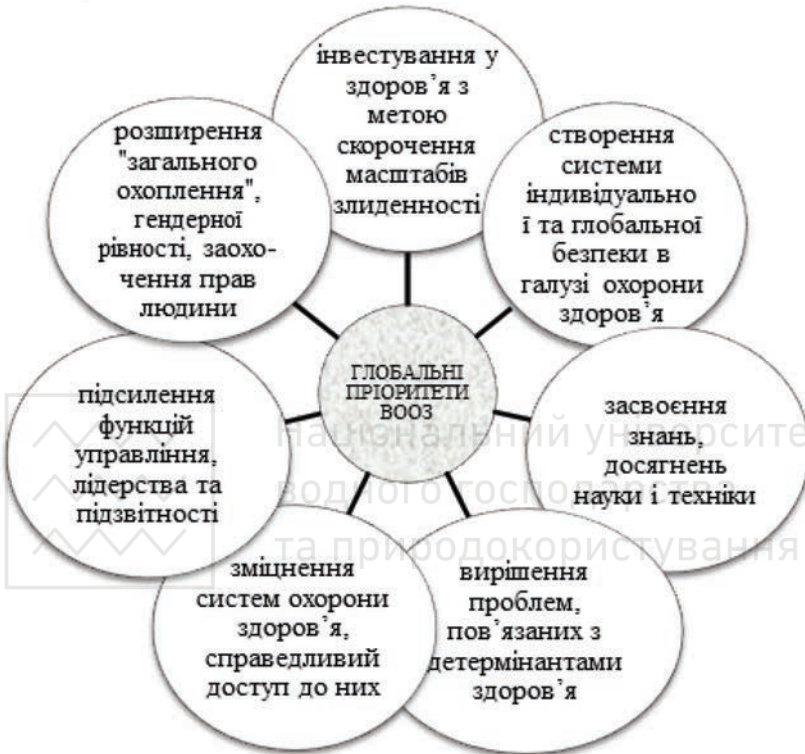 інвестування у
здоров’я з
метою
скорочення
масштабів
злиденності
створення
системи
індивідуально
ї та глобальної
безпеки в
галузі охорони
здоров’я
засвоєння
знань,
досягнень
науки і техніки
вирішення
проблем,
пов’язаних з
детермінантами
здоров’я
зміцнення
систем охорони
здоров’я,
справедливий
доступ до них
підсилення
функцій
управління,
лідерства та
підзвітності
розширення
"загального
охоплення",
гендерної
рівності, заохо-
чення прав
людини
ГЛОБАЛЬНІ
ПРІОРИТЕТИ
ВООЗ
Національний університе
водного господарства
та природокористування